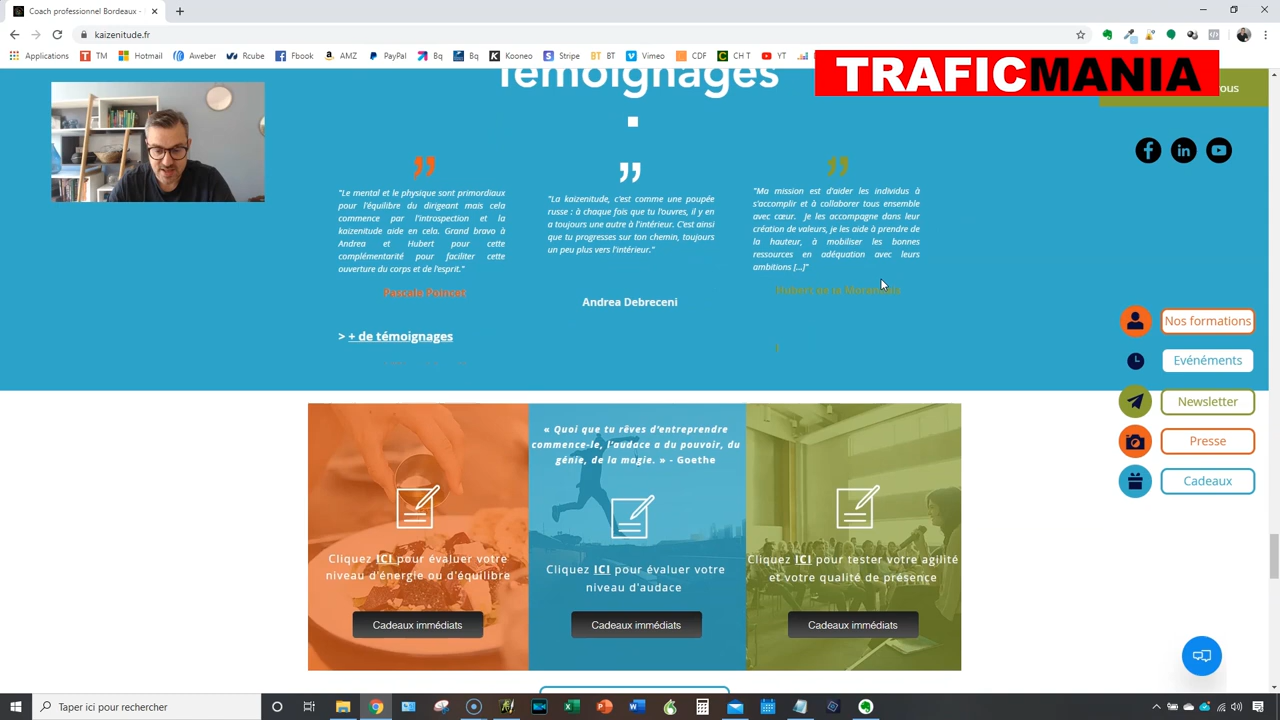 Coach professionel Bordeaux -
kaizenitude.fr
Applications TM Hotmail Aweber Rcube Fbook AMZ PayPal Bq Bq Kooneo Stripe BT BT Vimeo CDF CH T YT
TRAFICMANIA
Témoignages
"Le mental et le physique sont primordiaux
pour l'équilibre du dirigeant mais cela
commence par l'introspection et la
kaizenitude aide en cela. Grand bravo à
Andrea et Hubert pour cette
complémentarité pour faciliter cette
ouverture du corps et de l'esprit."
Pascale Poincot
"La kaizenitude, c'est comme une poupée
russe : à chaque fois que tu l'ouvres, il y en
a toujours une autre à l'intérieur. C'est ainsi
que tu progresses sur ton chemin, toujours
un peu plus vers l'intérieur."
Andrea Debreceni
"Ma mission est d'aider les individus à
s'accomplir et à collaborer tous ensemble
avec cœur. Je les accompagne dans leur
création de valeurs, je les aide à prendre de
la hauteur, à mobiliser les bonnes
ressources en adéquation avec leurs
ambitions [...]"
> + de témoignages
Nos formations
Evénéments
Newsletter
Presse
Cadeaux
« Quoi que tu rêves d'entreprendre
commence-le, l'audace a du pouvoir, du
génie, de la magie. » - Goethe
Cliquez ICI pour évaluer votre
niveau d'énergie ou d'équilibre
Cadeaux immédiats
Cliquez ICI pour évaluer votre
niveau d'audace
Cadeaux immédiats
Cliquez ICI pour tester votre agilité
et votre qualité de présence
Cadeaux immédiats
Taper ici pour rechercher